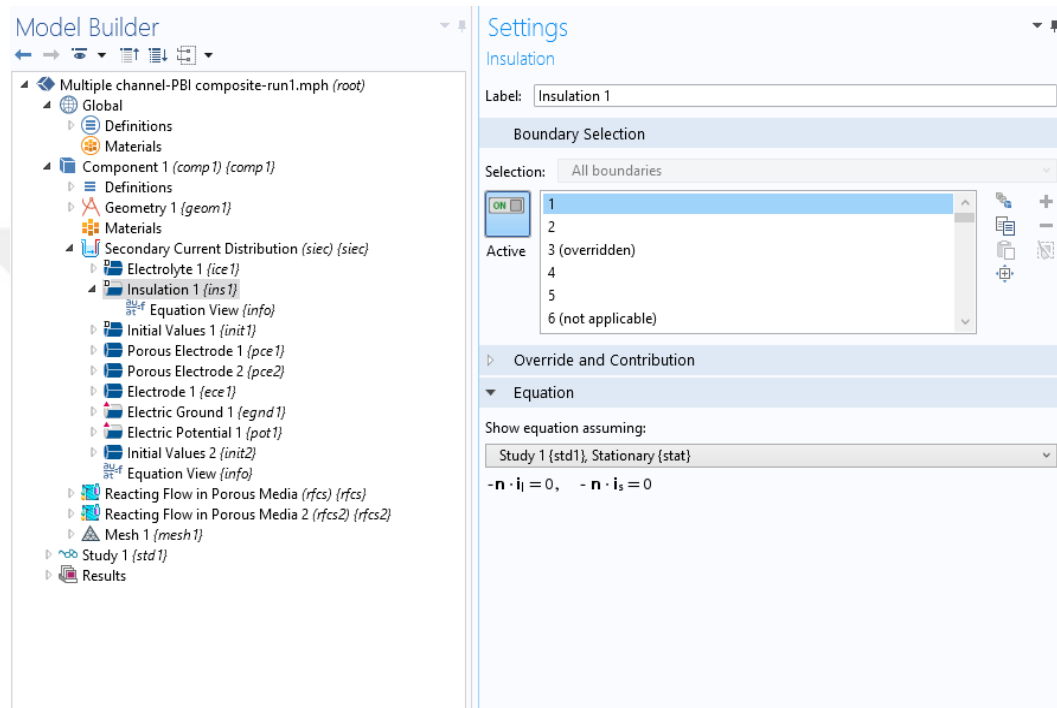 Model Builder
Multiple channel-PBI composite-run1.mph (root)
Global
Definitions
Materials
Component 1 (comp1) {comp1}
Definitions
Geometry 1 {geom1}
Materials
Secondary Current Distribution (siec) {siec}
Electrolyte 1 {ice1}
Insulation 1 {ins1}
Equation View {info}
Initial Values 1 {init1}
Porous Electrode 1 {pce1}
Porous Electrode 2 {pce2}
Electrode 1 {ece1}
Electric Ground 1 {egnd1}
Electric Potential 1 {pot1}
Initial Values 2 {init2}
Equation View {info}
Reacting Flow in Porous Media (rfcs) {rfcs}
Reacting Flow in Porous Media 2 (rfcs2) {rfcs2}
Mesh 1 {mesh1}
Study 1 {std1}
Results
Settings
Insulation
Label: Insulation 1
Boundary Selection
Selection: All boundaries
ON
Active
1
2
3 (overridden)
4
5
6 (not applicable)
Override and Contribution
Equation
Show equation assuming:
Study 1 {std1}, Stationary {stat}
-n · i_l = 0, - n · i_s = 0